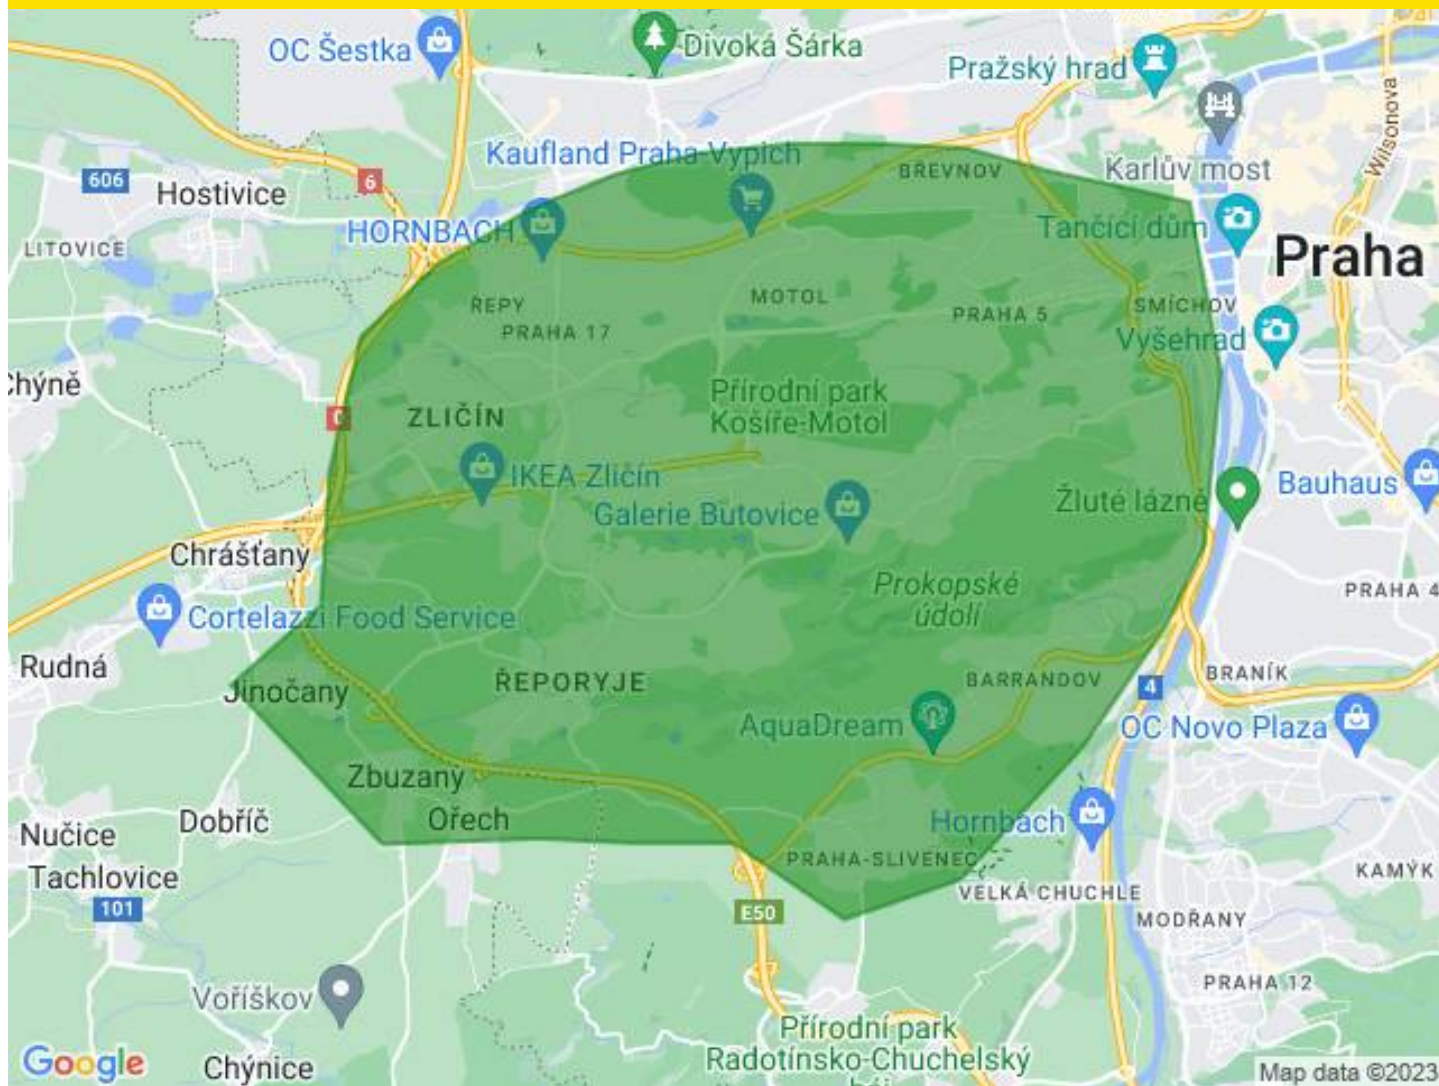 OC Šestka
Divoká Šárka
Pražský hrad
Wilsonova
Kaufland Praha-Vypich
BŘEVNOV
Karlův most
606
6
Hostivice
HORNBACH
Tančící dům
LITOVICE
Praha
ŘEPY
MOTOL
SMÍCHOV
PRAHA 5
PRAHA 17
Vyšehrad
Chýně
Přírodní park
Košíře-Motol
ZLIČÍN
IKEA Zličín
Bauhaus
Galerie Butovice
Žluté lázně
Chrášťany
Prokopské
údolí
PRAHA 4
Cortelazzi Food Service
Rudná
BRANÍK
Jinočany
ŘEPORYJE
BARRANDOV
4
AquaDream
OC Novo Plaza
Zbuzany
Dobříč
Ořech
Hornbach
Nučice
PRAHA-SLIVENEC
KAMÝK
Tachlovice
VELKÁ CHUCHLE
101
E50
MODŘANY
PRAHA 12
Voříškov
Přírodní park
Radotínsko-Chuchelský
háj
Google
Chýnice
Map data ©2023